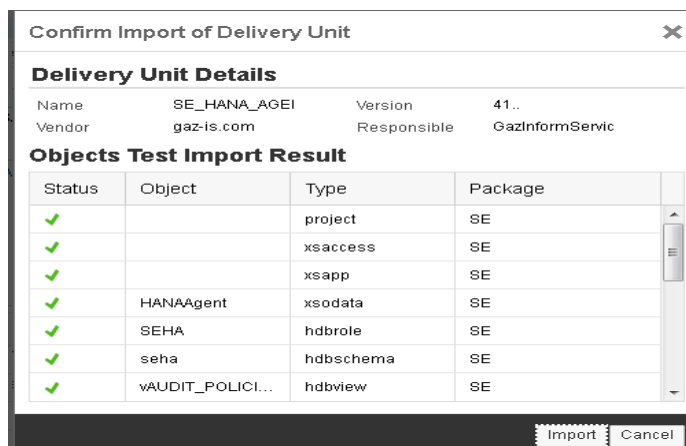 Confirm Import of Delivery Unit
Delivery Unit Details
Name SE_HANA_AGEI Version 41..
Vendor gaz-is.com Responsible GazInformServic
Objects Test Import Result
Status Object Type Package
project SE
xsaccess SE
xsapp SE
HANAAgent xsodata SE
SEHA hdbrole SE
seha hdbschema SE
vAUDIT_POLICI... hdbview SE
Import Cancel